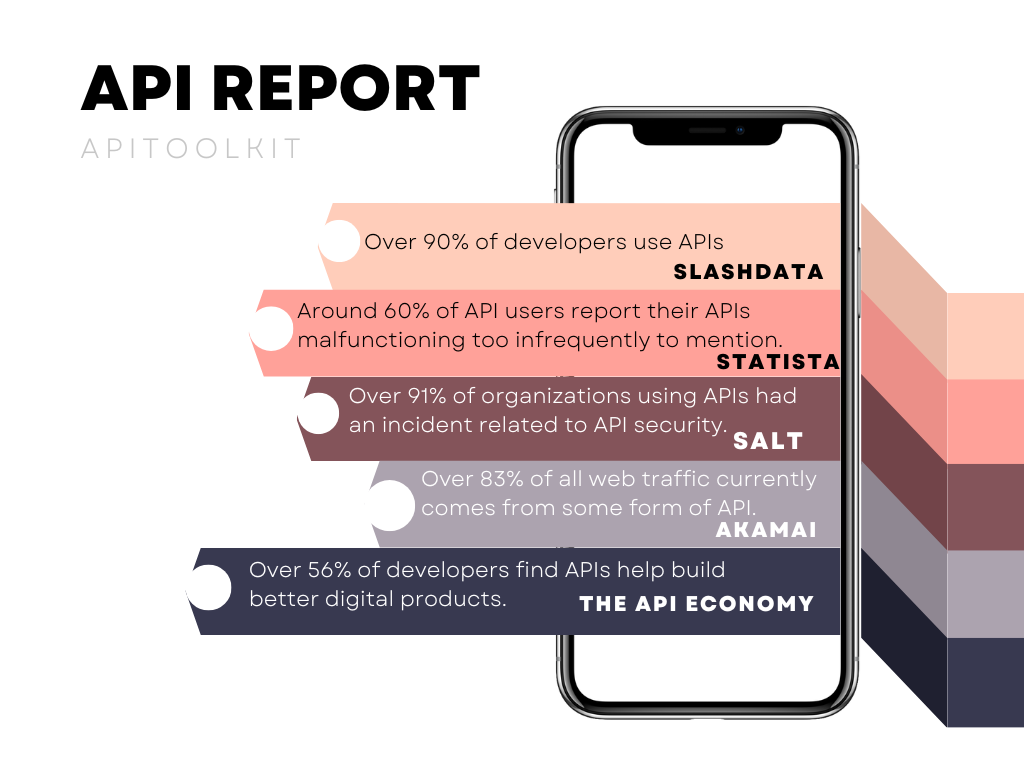 API REPORT
APITOOLKIT
Over 90% of developers use APIs
SLASHDATA
Around 60% of API users report their APIs
malfunctioning too infrequently to mention.
STATISTA
Over 91% of organizations using APIs had
an incident related to API security.
SALT
Over 83% of all web traffic currently
comes from some form of API.
AKAMAI
Over 56% of developers find APIs help build
better digital products.
THE API ECONOMY